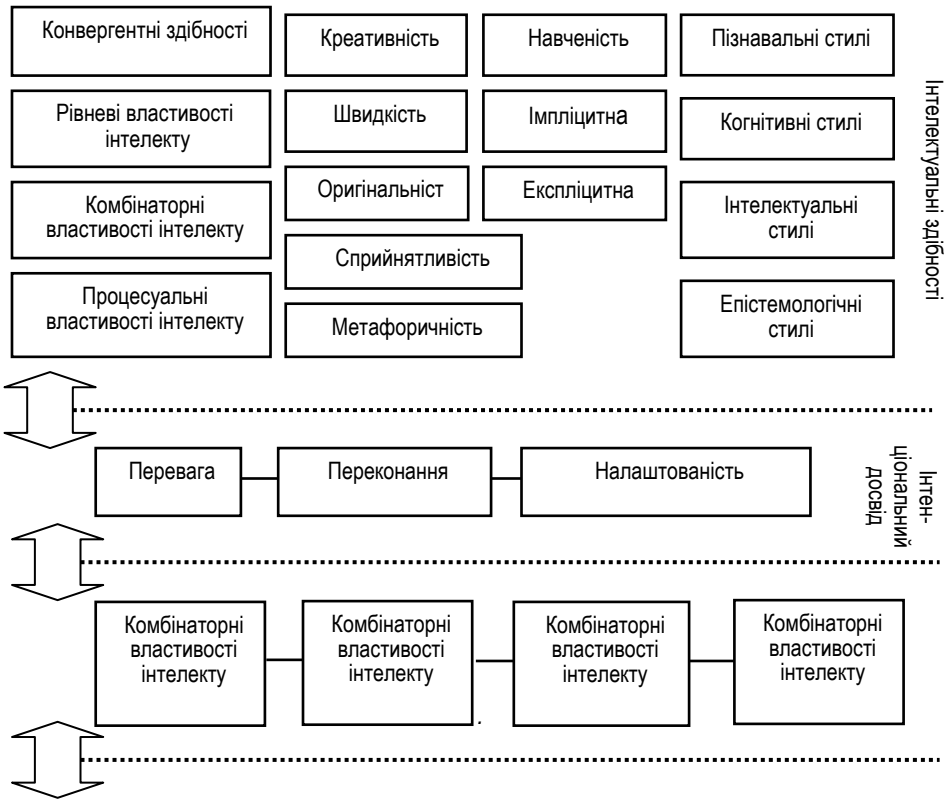 Конвергентні здібності
Рівневі властивості
інтелекту
Комбінаторні
властивості інтелекту
Процесуальні
властивості інтелекту
Креативність
Швидкість
Оригінальніст
Сприйнятливість
Метафоричність
Навченість
Імпліцитна
Експліцитна
Пізнавальні стилі
Когнітивні стилі
Інтелектуальні
стилі
Епістемологічні
стилі
Інтелектуальні здібності
Перевага
Переконання
Налаштованість
Інтен-
ціональний
досвід
Комбінаторні
властивості
інтелекту
Комбінаторні
властивості
інтелекту
.
Комбінаторні
властивості
інтелекту
Комбінаторні
властивості
інтелекту